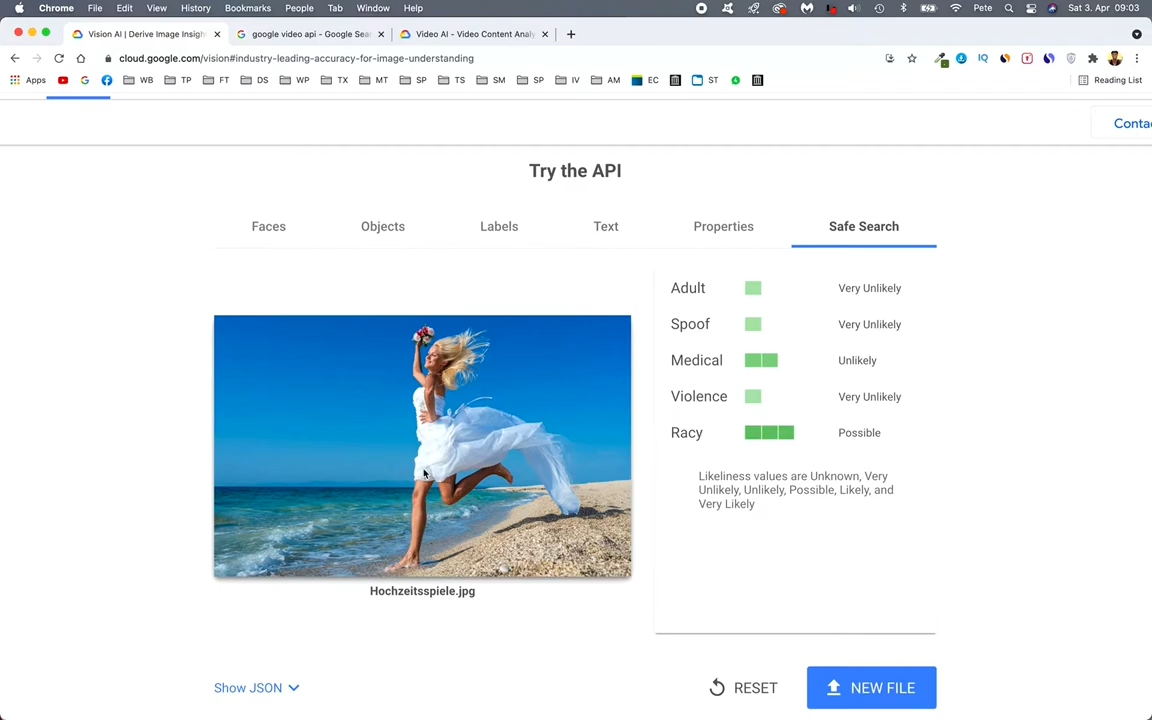 Chrome File Edit View History Bookmarks People Tab Window Help Pete Sat 3. Apr 09:03
Vision AI | Derive Image Insigh google video api - Google Sea Video AI - Video Content Analy
cloud.google.com/vision#industry-leading-accuracy-for-image-understanding IQ
Apps WB TP FT DS WP TX MT SP TS SM SP IV AM EC ST Reading List
Conta
Try the API
Faces Objects Labels Text Properties Safe Search
Adult Very Unlikely
Spoof Very Unlikely
Medical Unlikely
Violence Very Unlikely
Racy Possible
Likeliness values are Unknown, Very
Unlikely, Unlikely, Possible, Likely, and
Very Likely
Hochzeitsspiele.jpg
Show JSON RESET NEW FILE